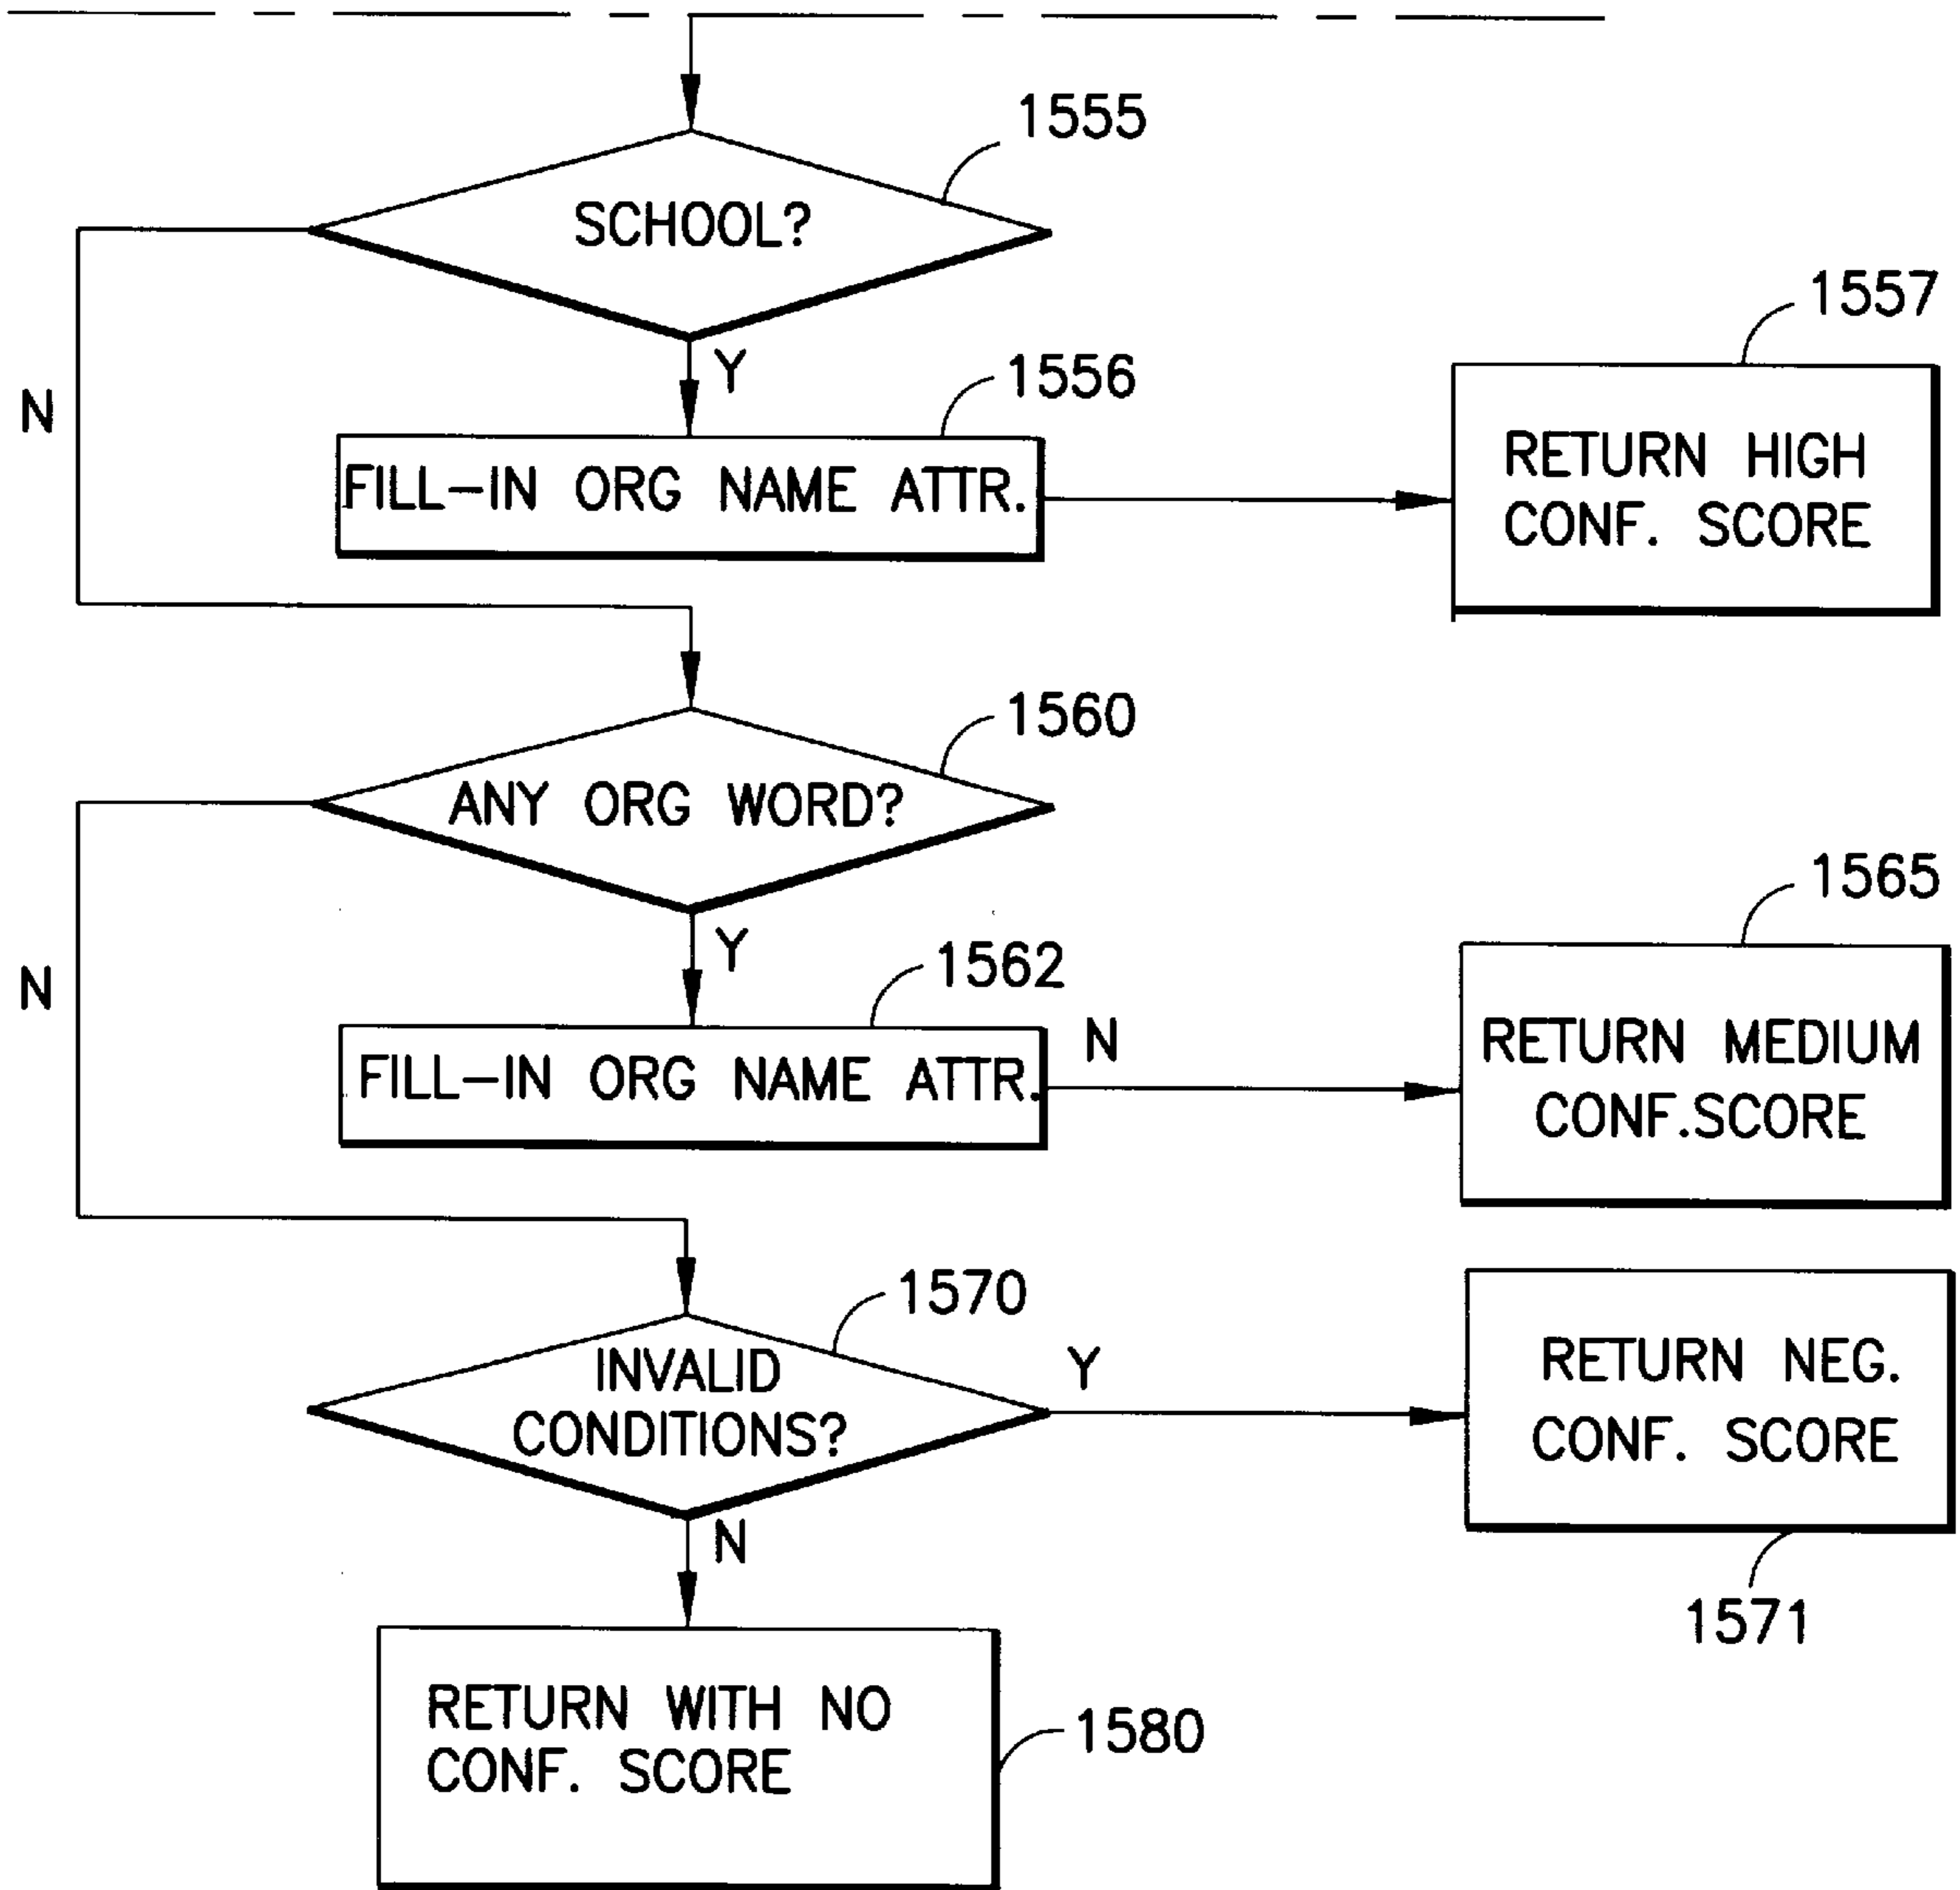 1555
SCHOOL?
1557
Y
1556
N
FILL-IN ORG NAME ATTR.
RETURN HIGH
CONF. SCORE
1560
ANY ORG WORD?
1565
Y
1562
N
N
FILL-IN ORG NAME ATTR.
RETURN MEDIUM
CONF.SCORE
1570
INVALID
CONDITIONS?
Y
RETURN NEG.
CONF. SCORE
N
1571
RETURN WITH NO
CONF. SCORE
1580